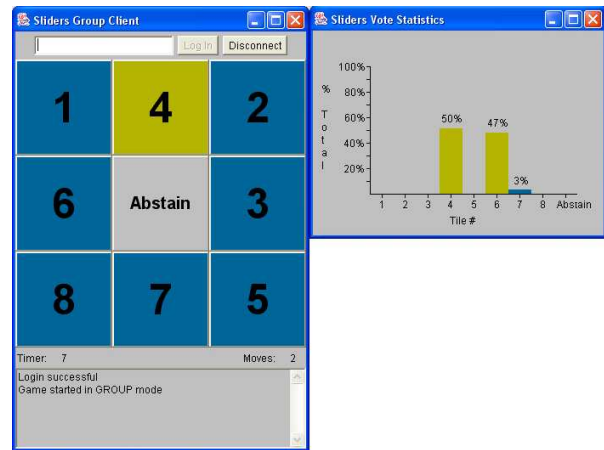 Sliders Group Client
Log In Disconnect
1 4 2
6 Abstain 3
8 7 5
Timer: 7 Moves: 2
Login successful
Game started in GROUP mode
Sliders Vote Statistics
% Total
100%
80%
60%
40%
20%
50%
47%
3%
1 2 3 4 5 6 7 8 Abstain
Tile #